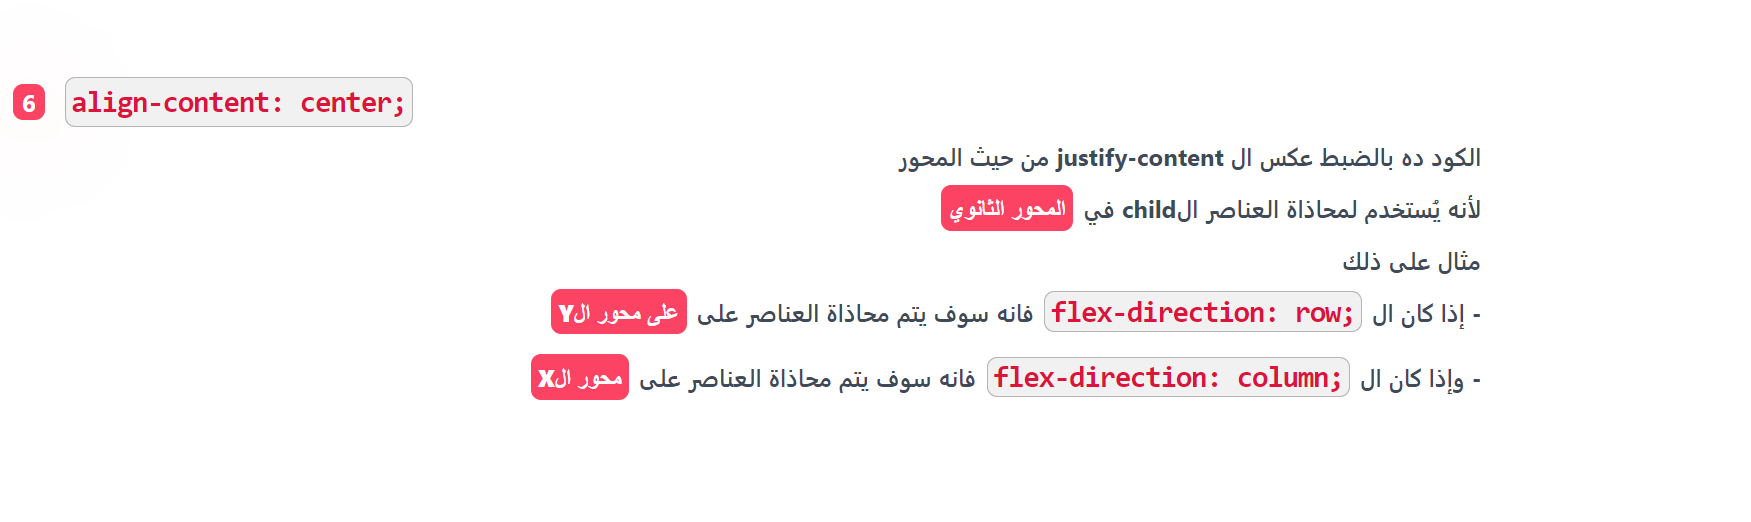 6 align-content: center;
الكود ده بالضبط عكس ال justify-content من حيث المحور
لأنه يُستخدم لمحاذاة العناصر الchild في المحور الثانوي
مثال على ذلك
- إذا كان ال flex-direction: row; فانه سوف يتم محاذاة العناصر على على محور الY
- وإذا كان ال flex-direction: column; فانه سوف يتم محاذاة العناصر على محور الX